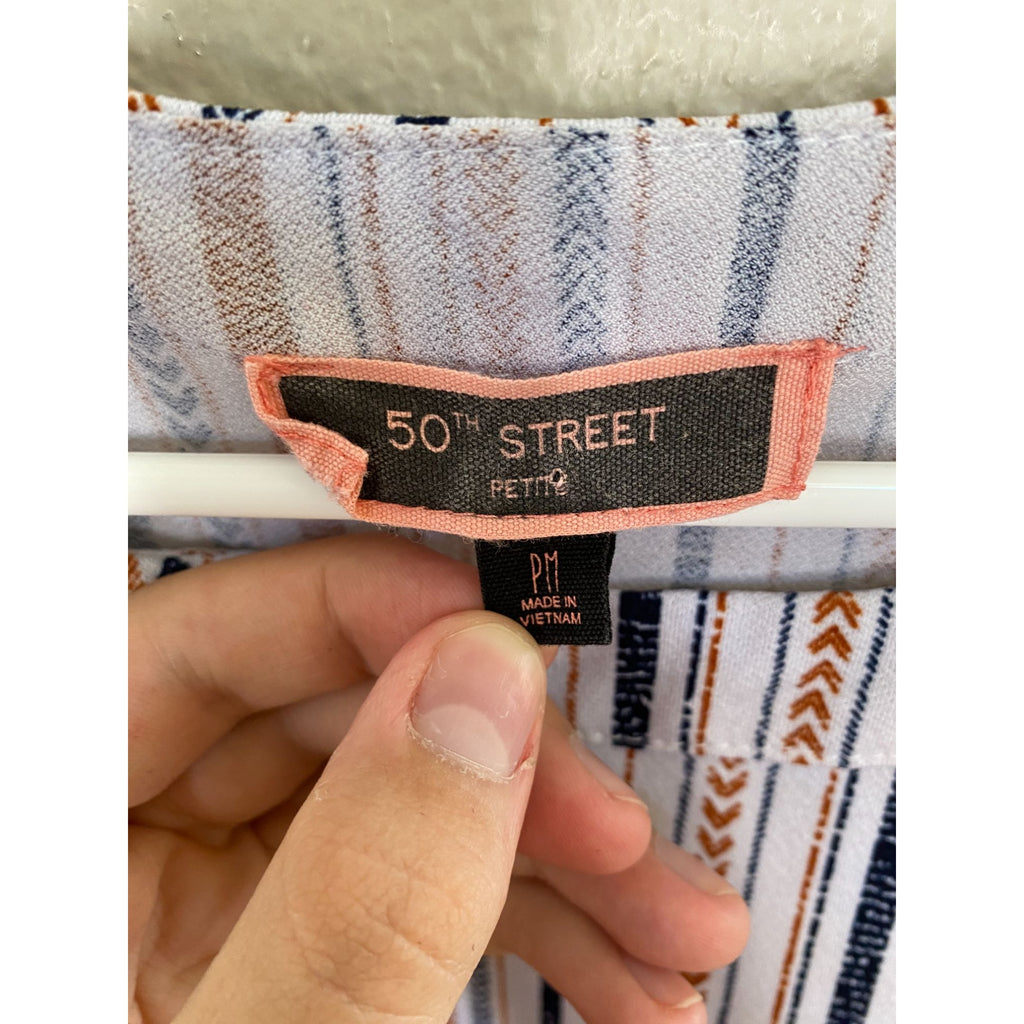 50TH STREET
PETITE
PM
MADE IN
VIETNAM